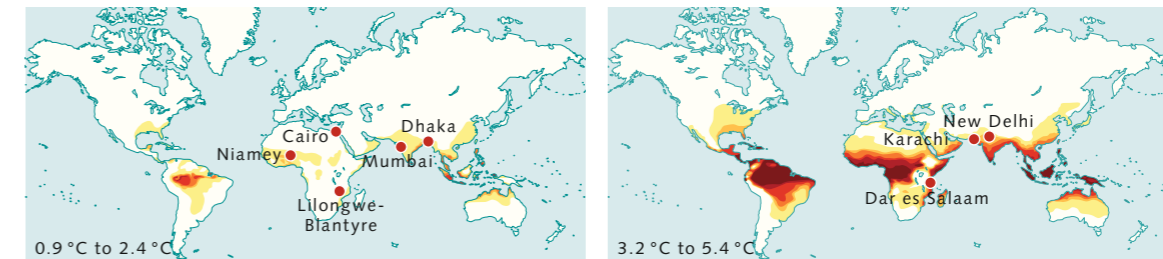 Cairo
Dhaka
Niamey
Mumbai
Lilongwe-
Blantyre
0.9 °C to 2.4 °C
New Delhi
Karachi
Dar es Salaam
3.2 °C to 5.4 °C